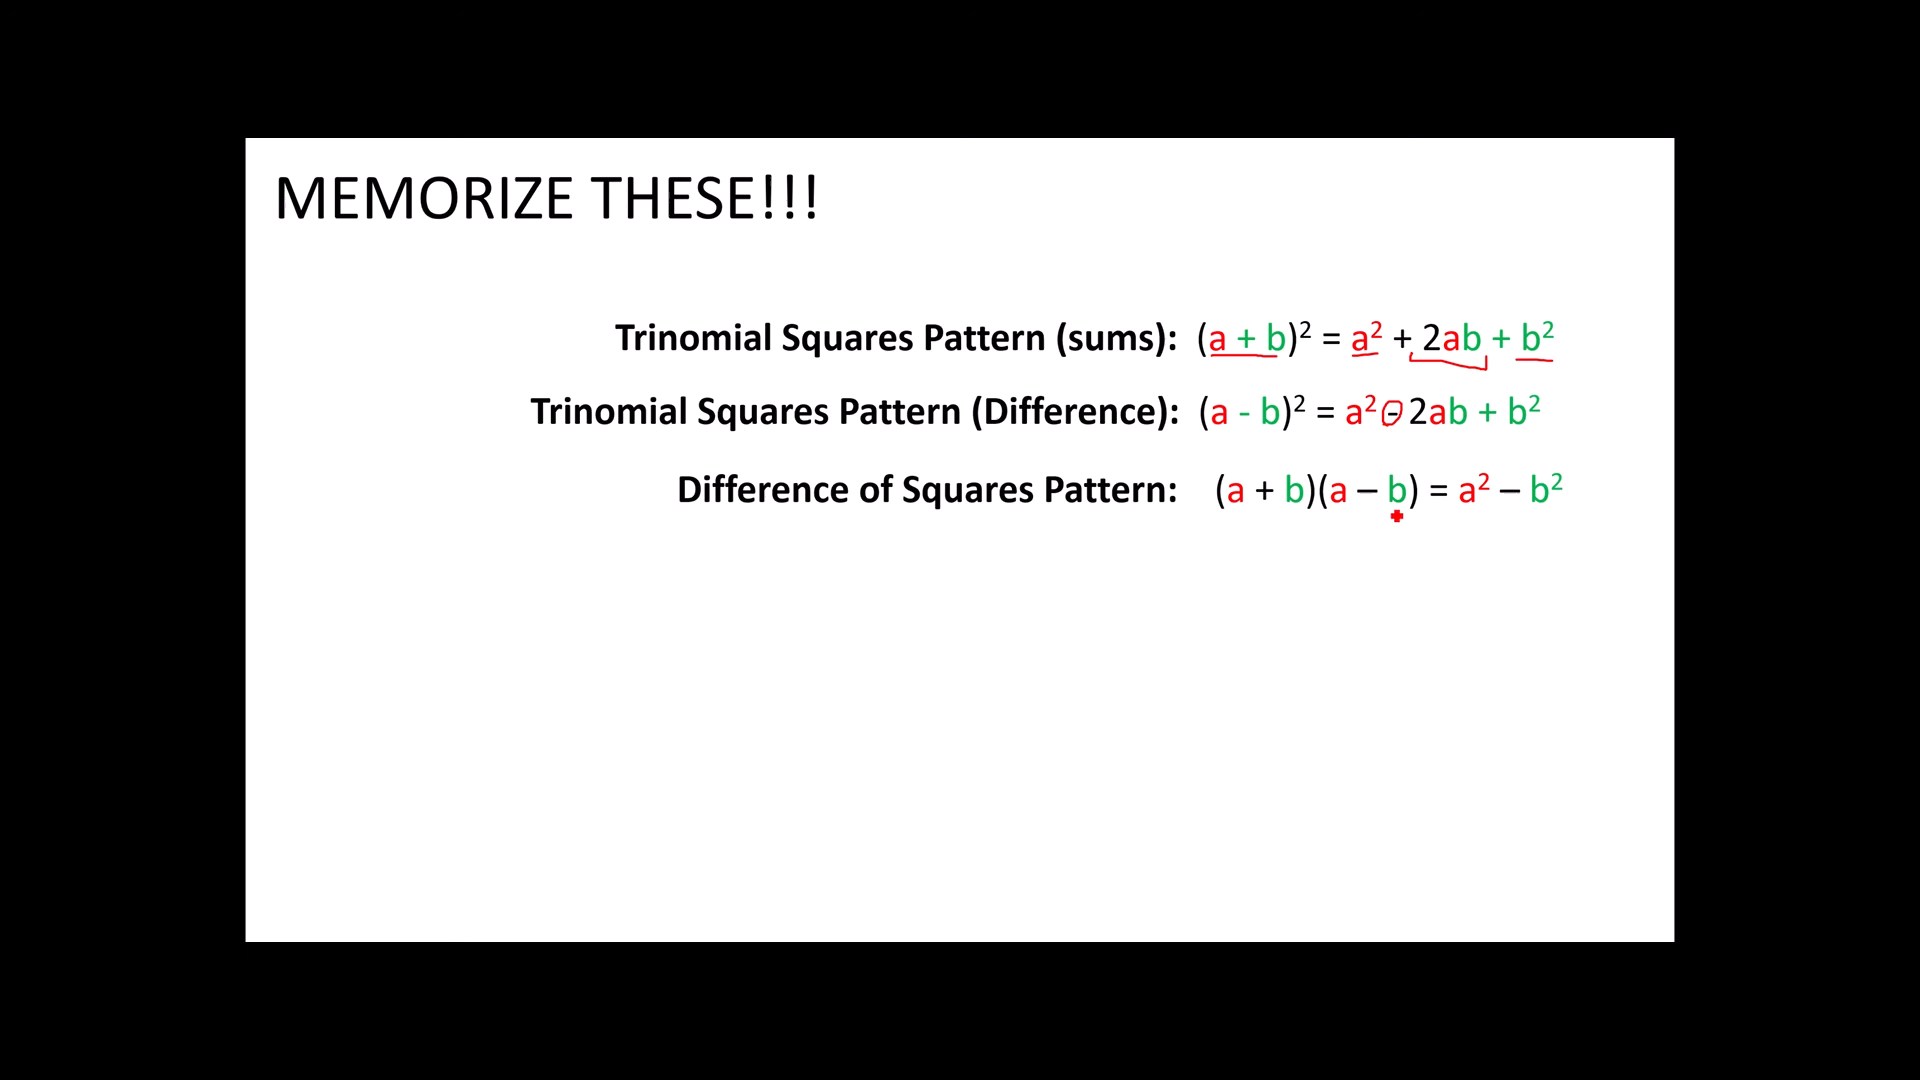 MEMORIZE THESE!!!
Trinomial Squares Pattern (sums): (a + b)² = a² + 2ab + b²
Trinomial Squares Pattern (Difference): (a - b)² = a² - 2ab + b²
Difference of Squares Pattern: (a + b)(a – b) = a² – b²